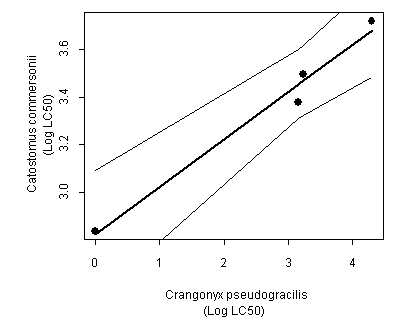 Catostomus commersonii
(Log LC50)
3.6
3.4
3.2
3.0
0 1 2 3 4
Crangonyx pseudogracilis
(Log LC50)